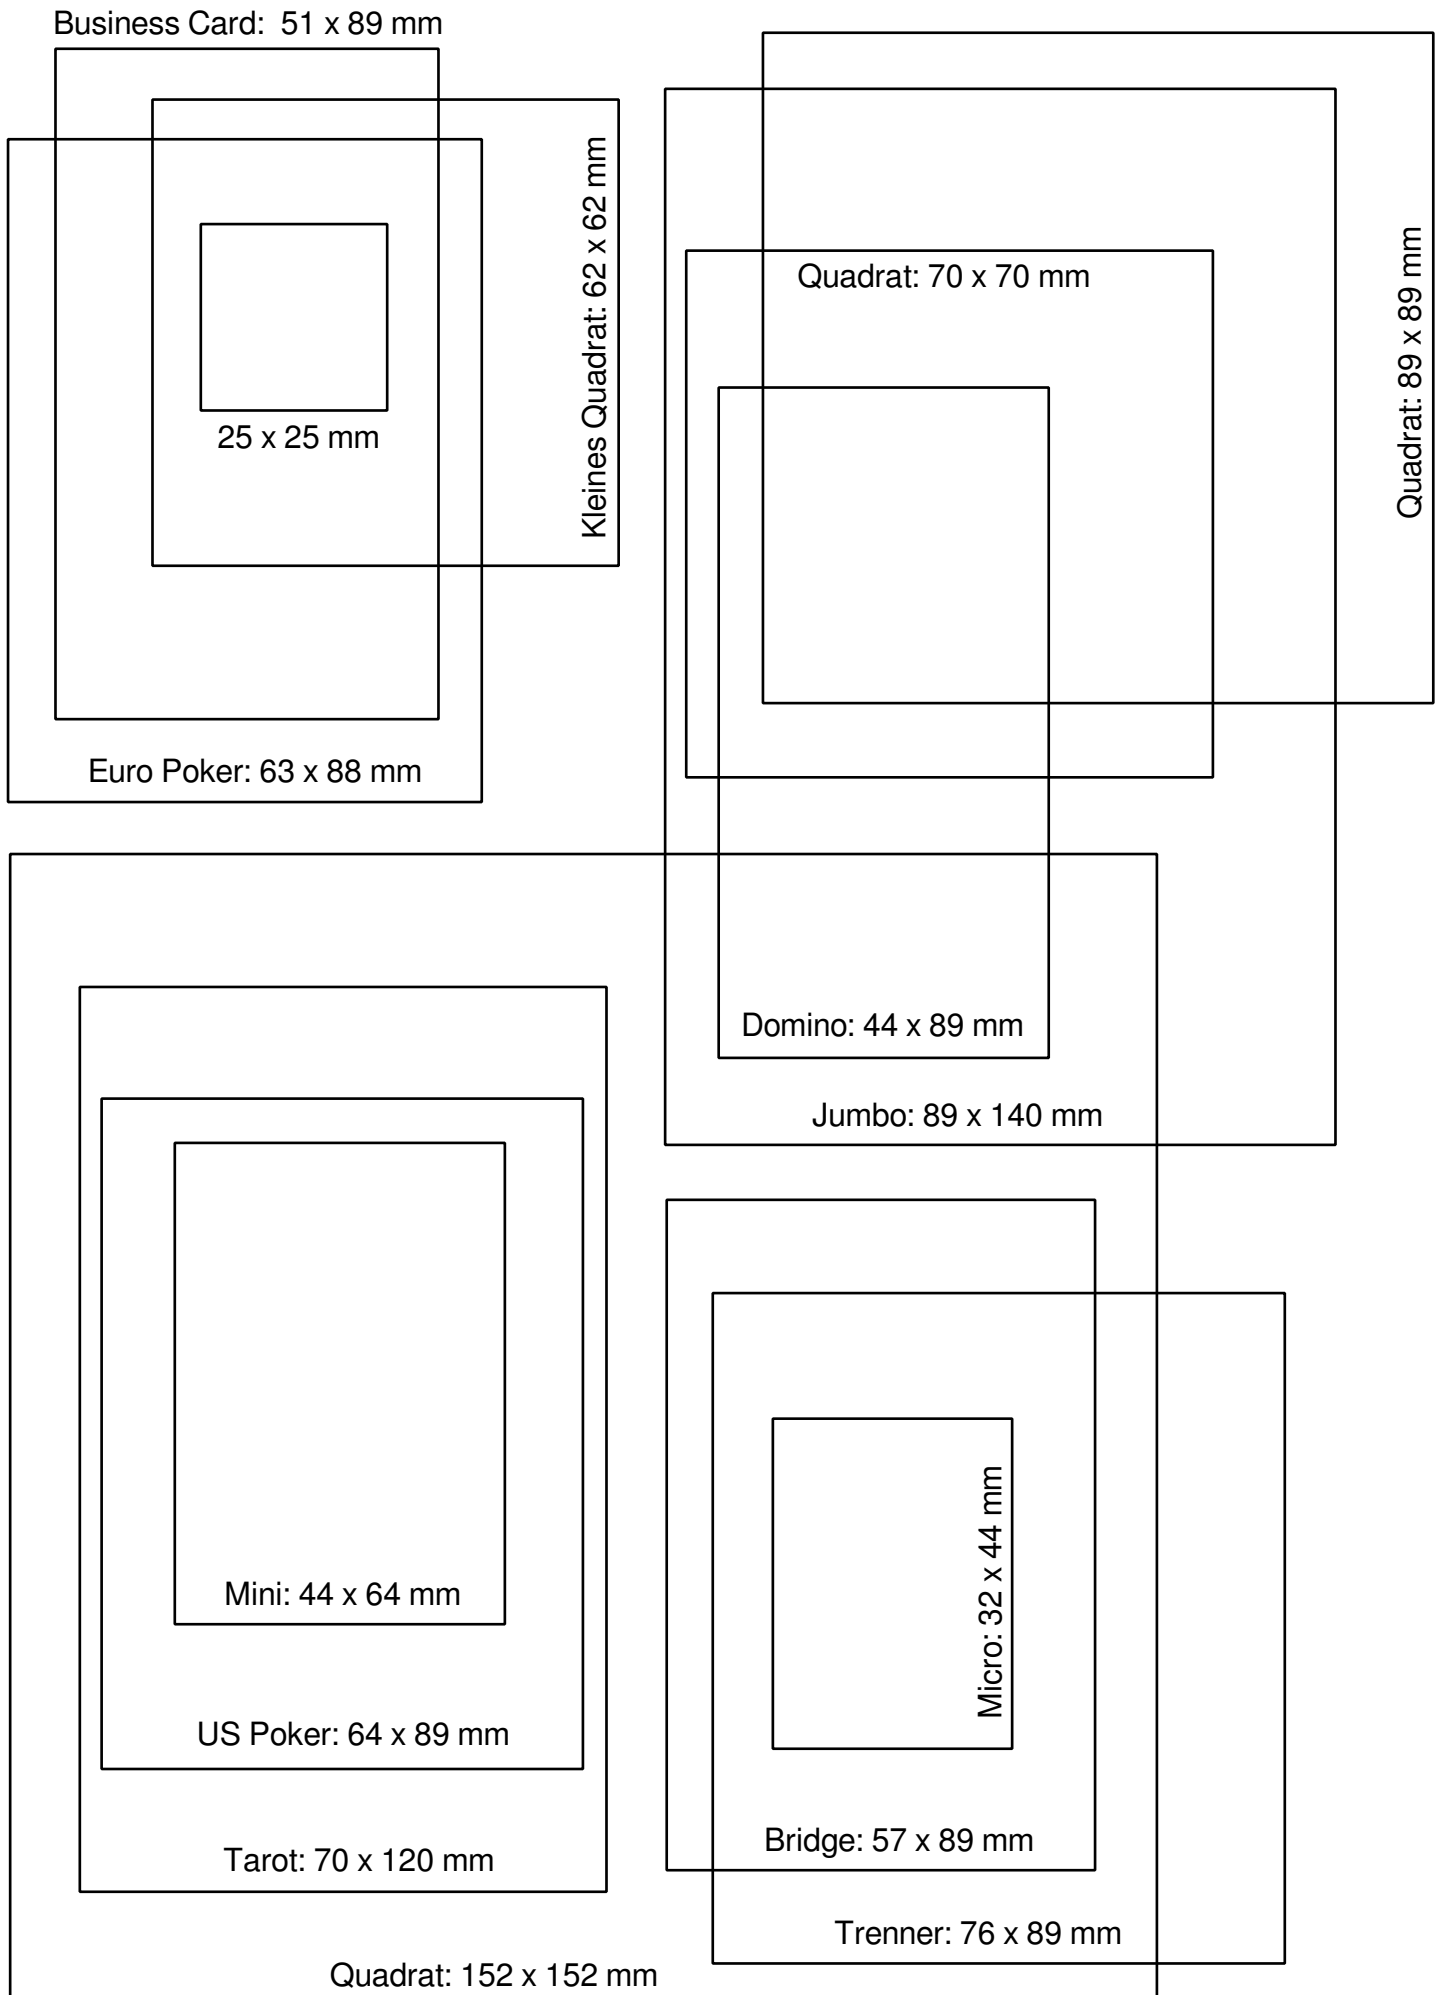 Business Card:  51 x 89 mm
Kleines Quadrat: 62 x 62 mm
25 x 25 mm
Euro Poker: 63 x 88 mm
Quadrat: 89 x 89 mm
Quadrat: 70 x 70 mm
Domino: 44 x 89 mm
Jumbo: 89 x 140 mm
Mini: 44 x 64 mm
US Poker: 64 x 89 mm
Tarot: 70 x 120 mm
Micro: 32 x 44 mm
Bridge: 57 x 89 mm
Trenner: 76 x 89 mm
Quadrat: 152 x 152 mm